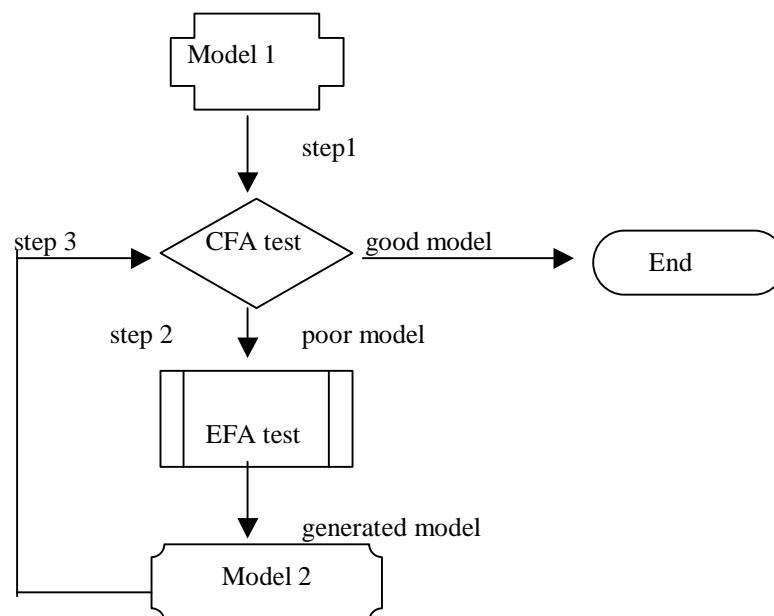 Model 1
step1
step 3
CFA test
good model
End
step 2
poor model
EFA test
generated model
Model 2